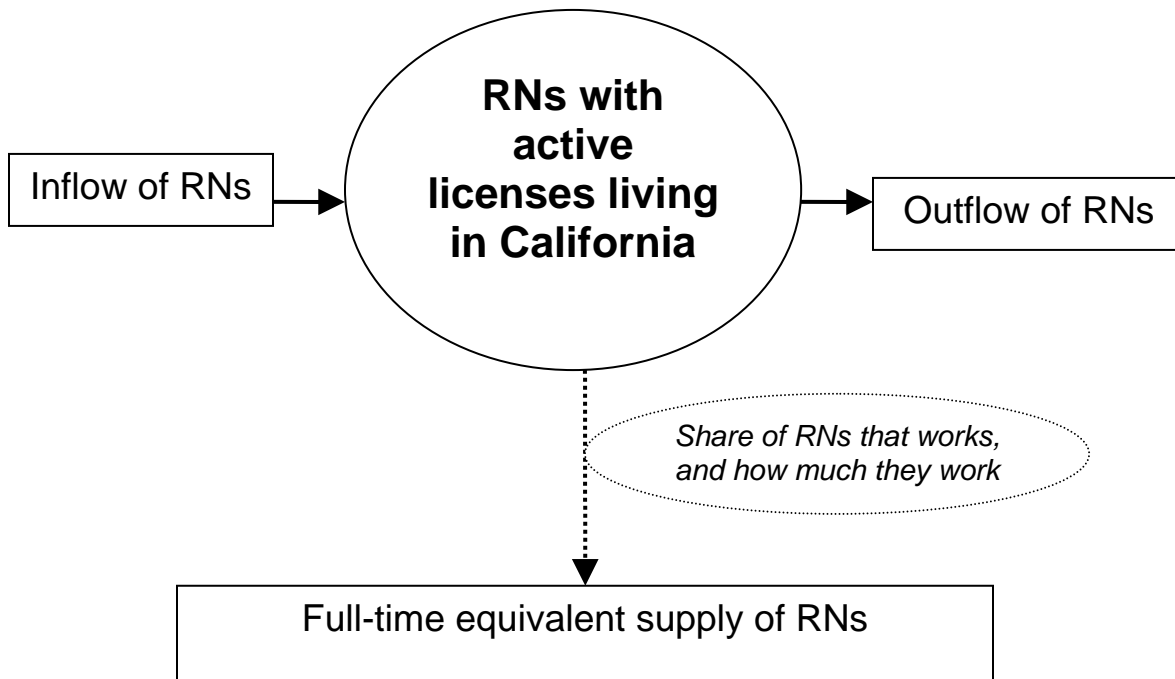 RNs with
active
licenses living
in California
Inflow of RNs
Outflow of RNs
Share of RNs that works,
and how much they work
Full-time equivalent supply of RNs